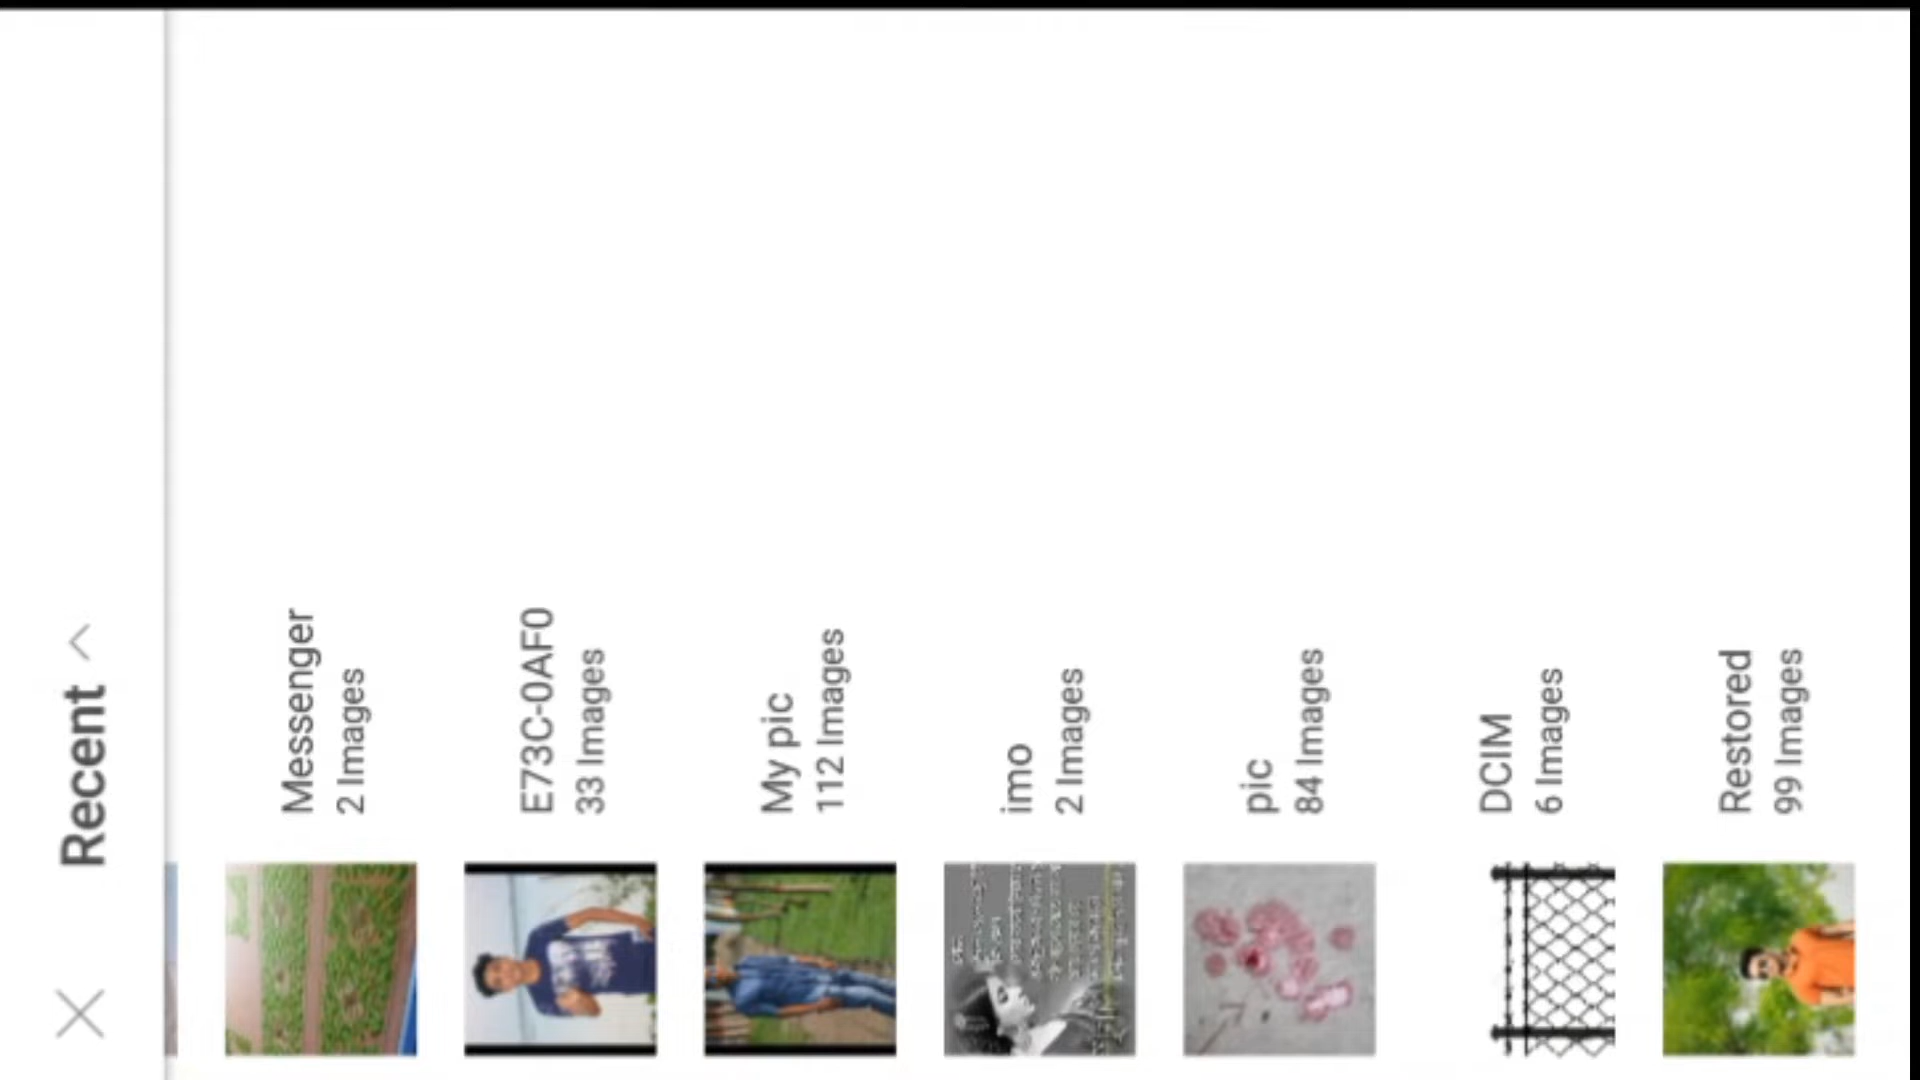 Recent
Messenger
2 Images
E73C-0AF0
33 Images
My pic
112 Images
imo
2 Images
pic
84 Images
DCIM
6 Images
Restored
99 Images